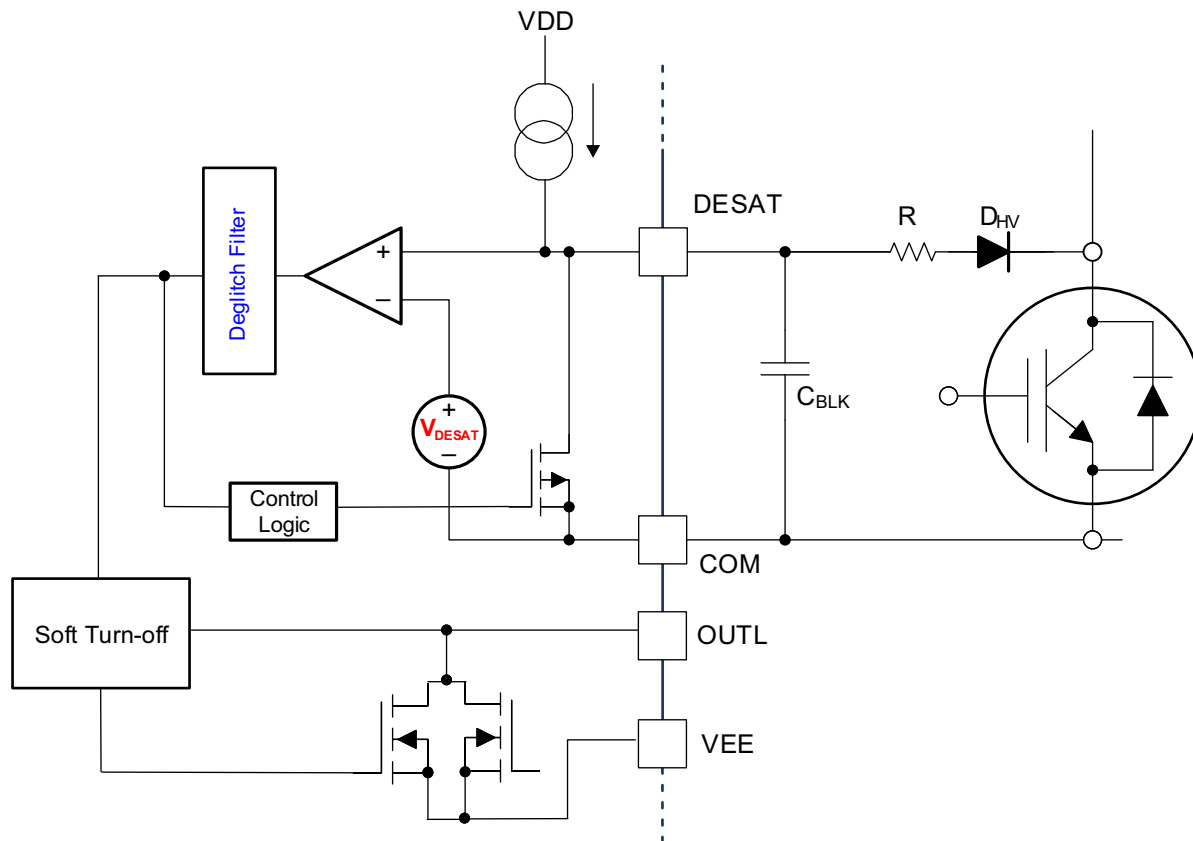 VDD
DESAT
R
DHV
Deglitch Filter
+
−
+
VDESAT
−
CBLK
Control
Logic
COM
Soft Turn-off
OUTL
VEE